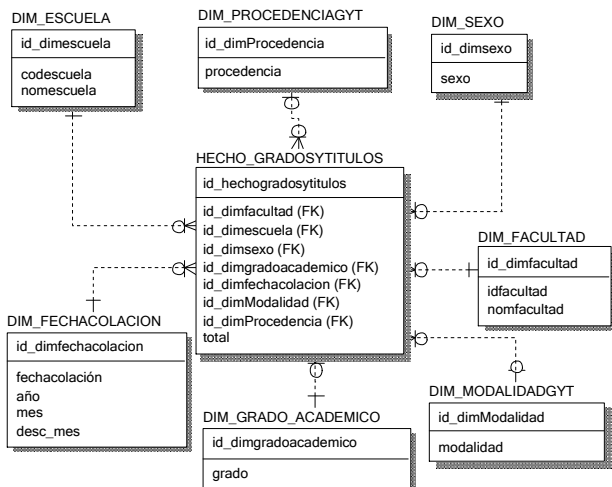 DIM_ESCUELA
id_dimescuela
codescuela
nomescuela
DIM_PROCEDENCIAGYT
id_dimProcedencia
procedencia
DIM_SEXO
id_dimsexo
sexo
HECHO_GRADOSYTITULOS
id_hechogradosytitulos
id_dimfacultad (FK)
id_dimescuela (FK)
id_dimsexo (FK)
id_dimgradoacademico (FK)
id_dimfechacolacion (FK)
id_dimModalidad (FK)
id_dimProcedencia (FK)
total
DIM_FACULTAD
id_dimfacultad
idfacultad
nomfacultad
DIM_FECHACOLACION
id_dimfechacolacion
fechacolación
año
mes
desc_mes
DIM_GRADO_ACADEMICO
id_dimgradoacademico
grado
DIM_MODALIDADGYT
id_dimModalidad
modalidad